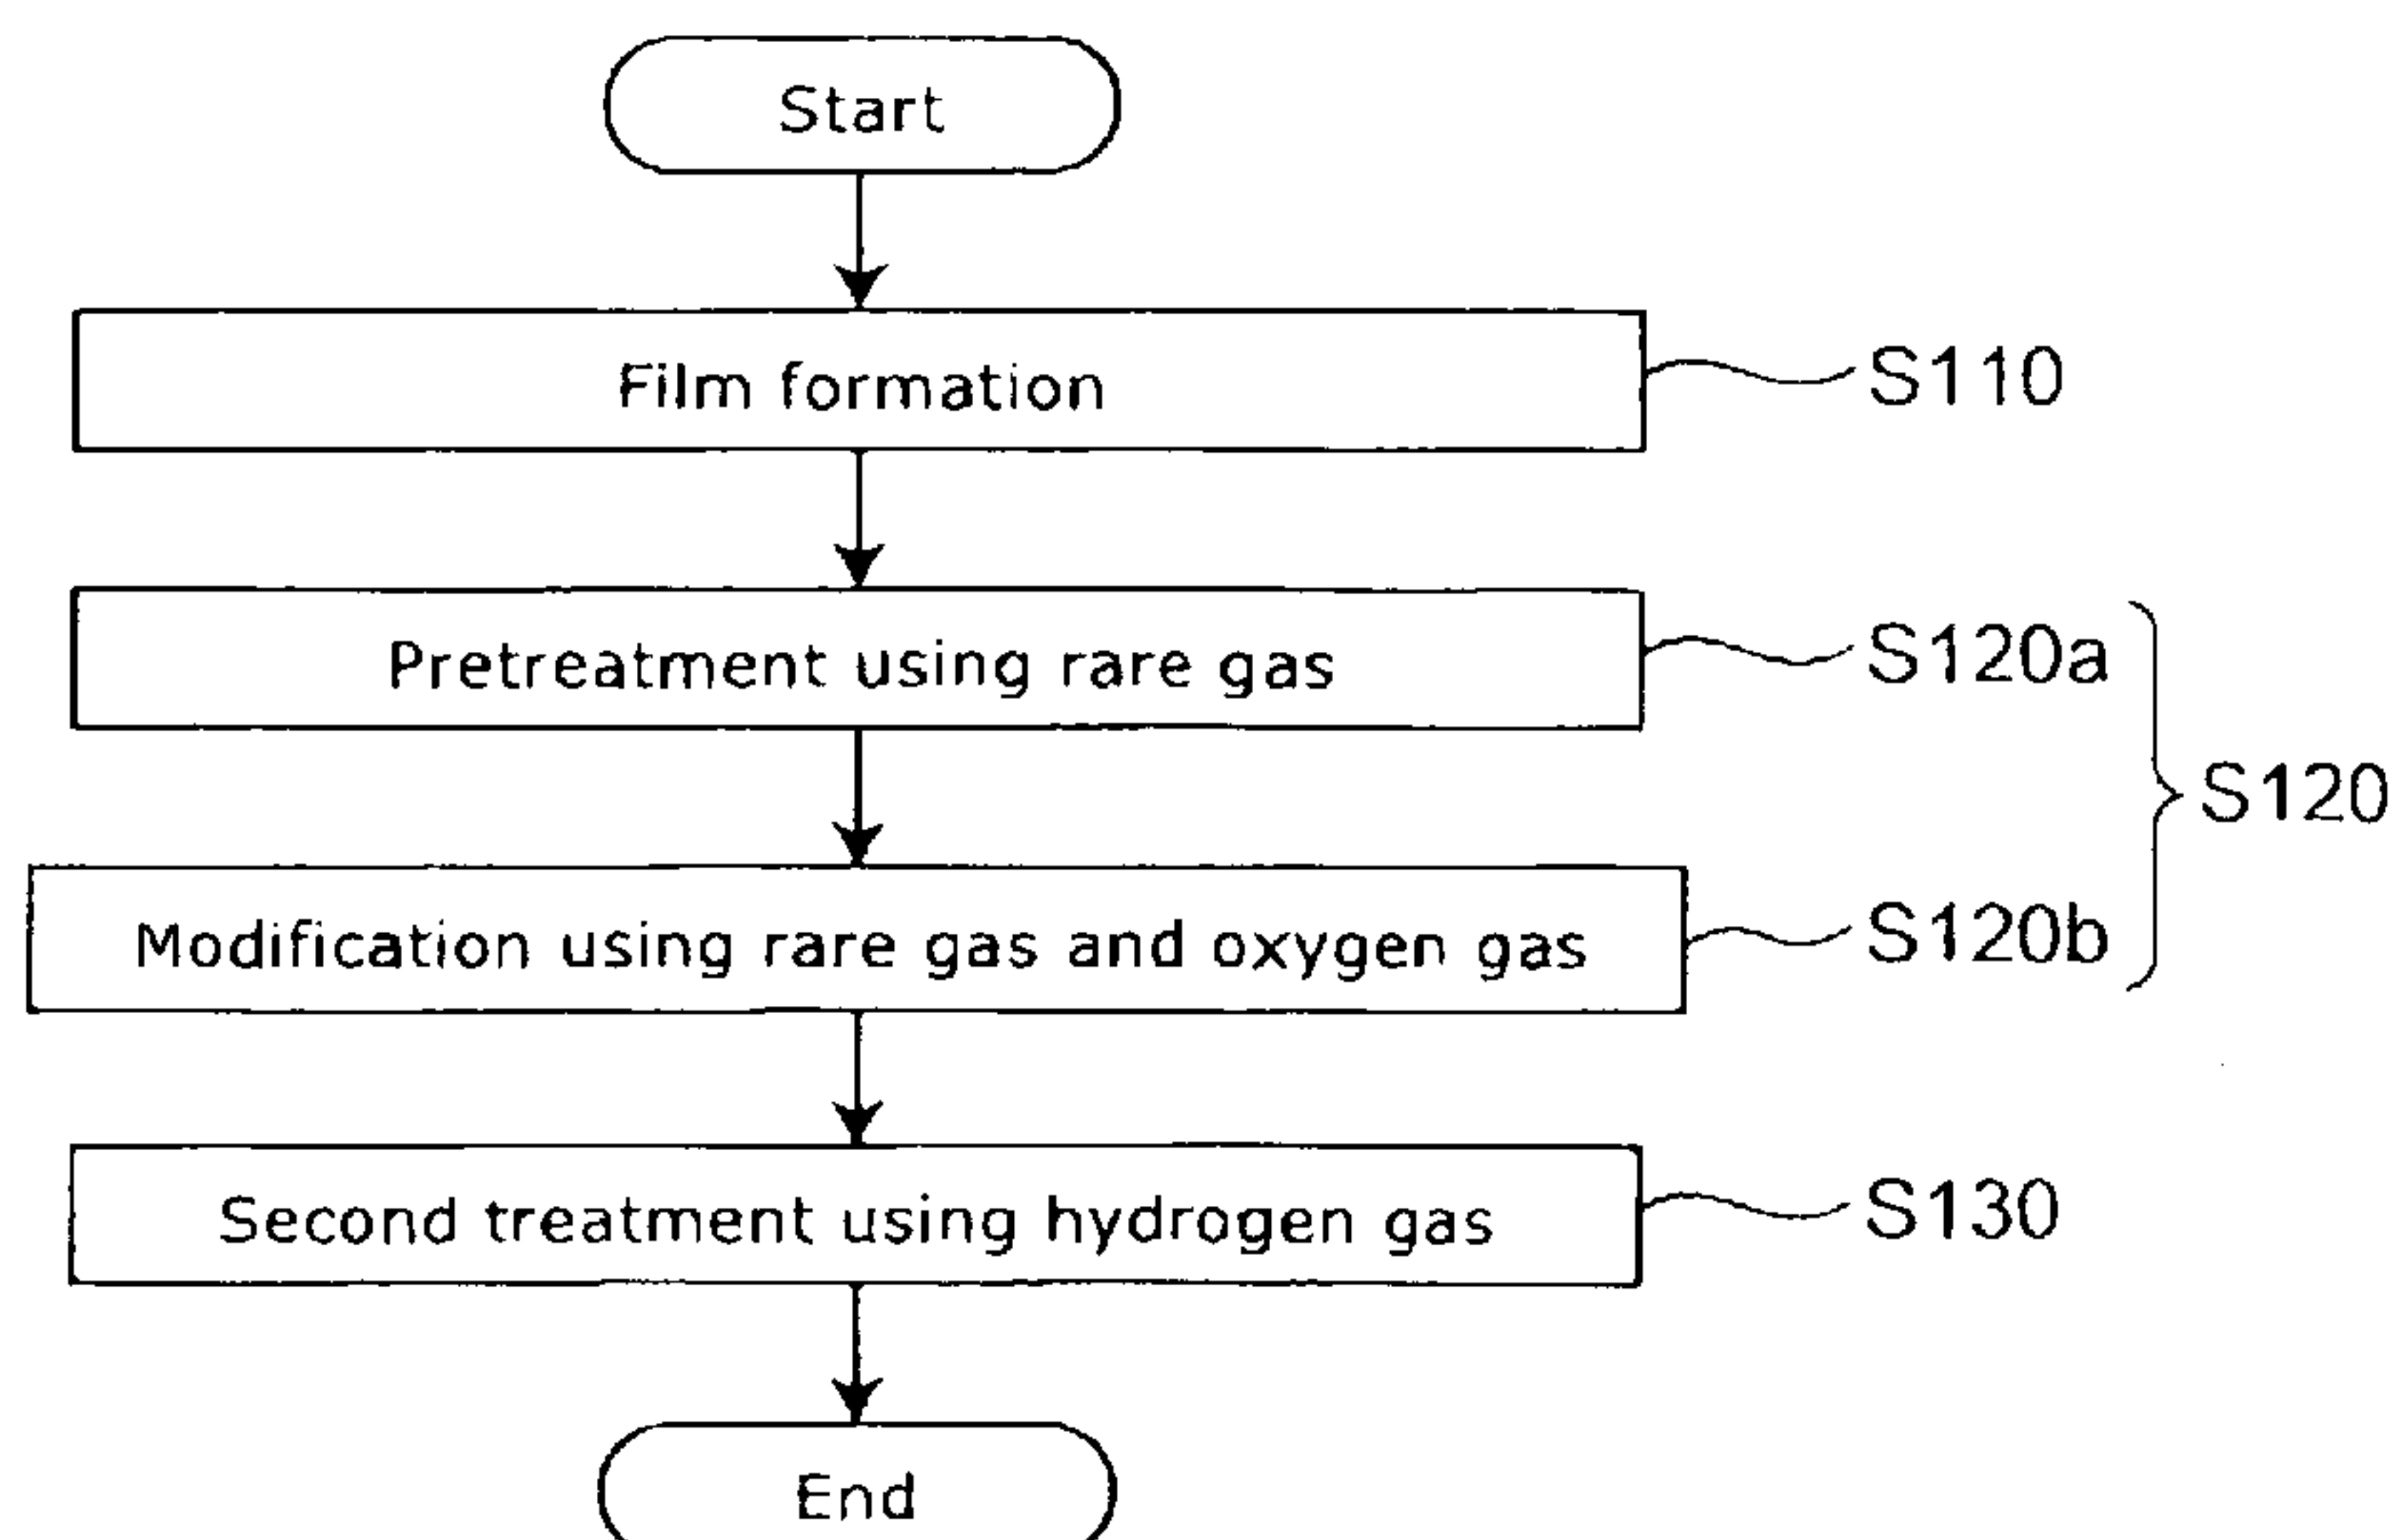 Start
Film formation
S110
Pretreatment using rare gas
S120a
S120
Modification using rare gas and oxygen gas
S120b
Second treatment using hydrogen gas
S130
End